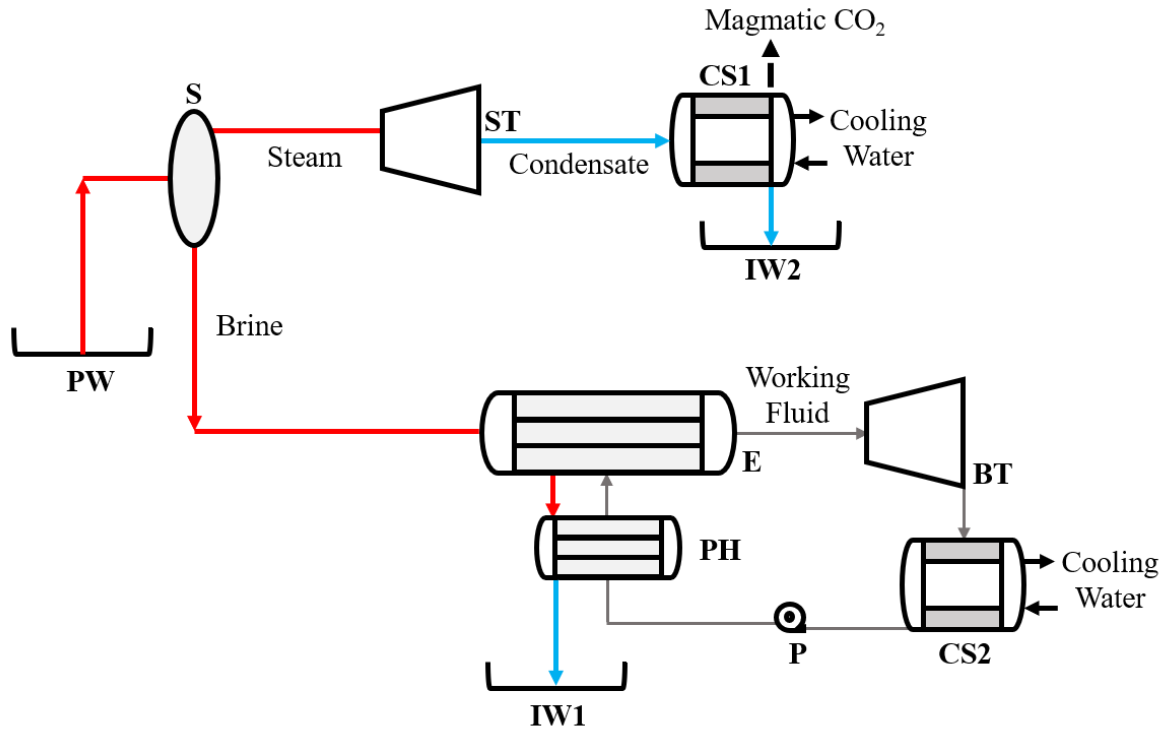 Magmatic CO₂
S
CS1
ST
Cooling
Water
Steam
Condensate
IW2
Brine
PW
Working
Fluid
E
BT
PH
Cooling
Water
P
CS2
IW1